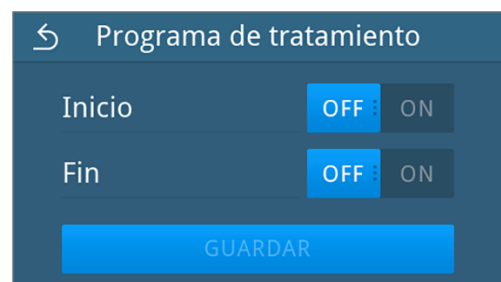 Programa de tratamiento
Inicio OFF ON
Fin OFF ON
GUARDAR